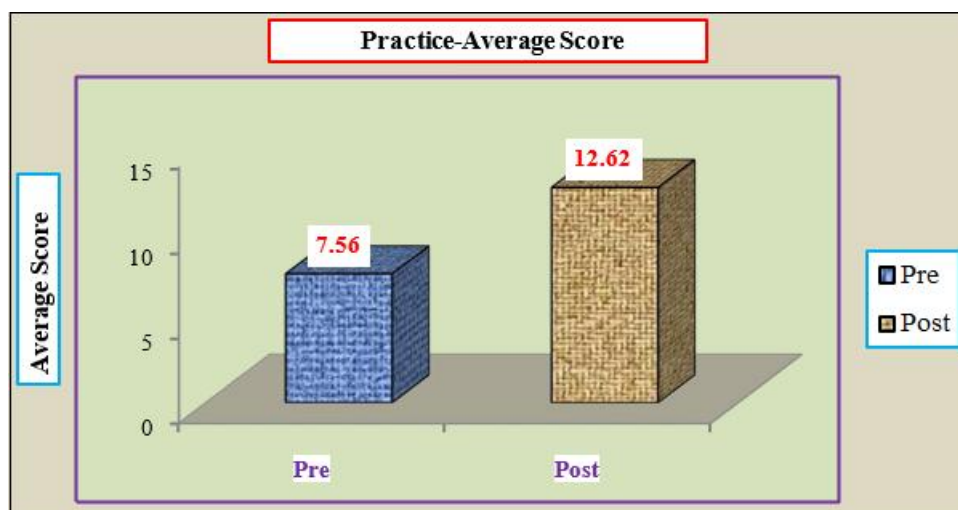 Practice-Average Score
Average Score
15
10
5
0
7.56
12.62
Pre
Post
Pre
Post